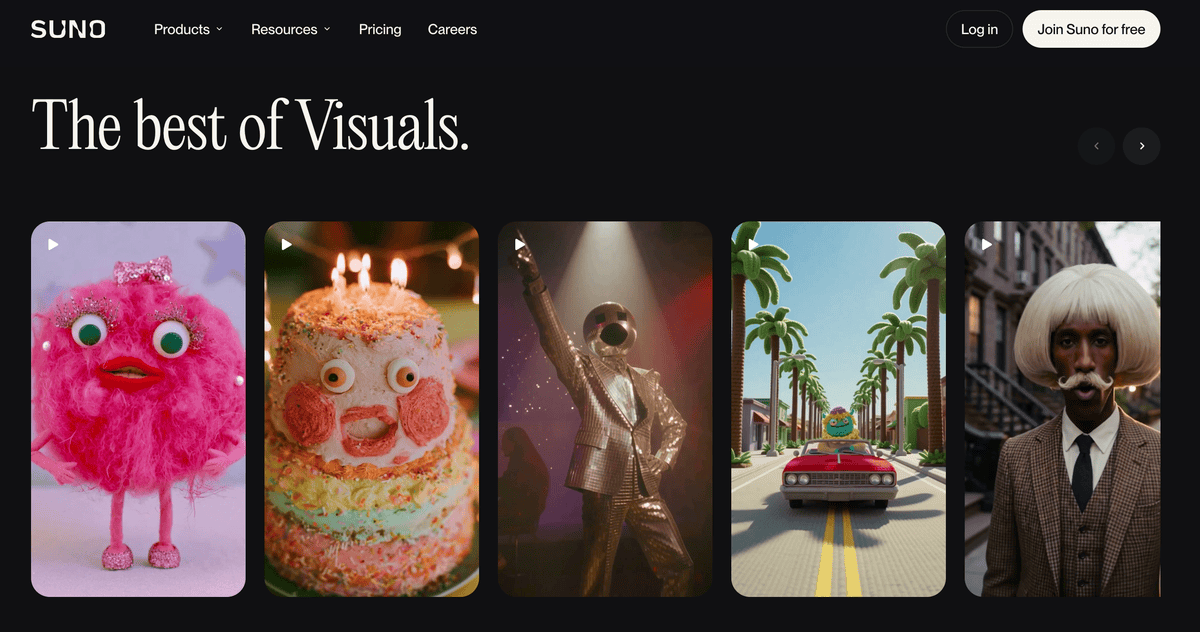 SUNO
Products
Resources
Pricing
Careers
Log in
Join Suno for free
The best of Visuals.